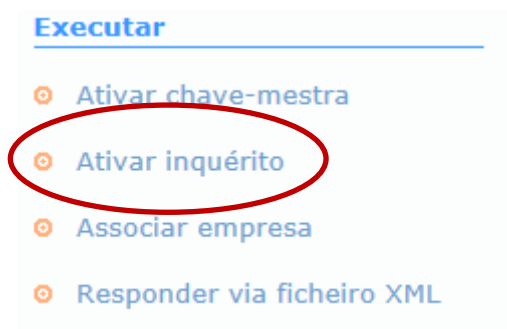 Executar
Ativar chave-mestra
Ativar inquérito
Associar empresa
Responder via ficheiro XML